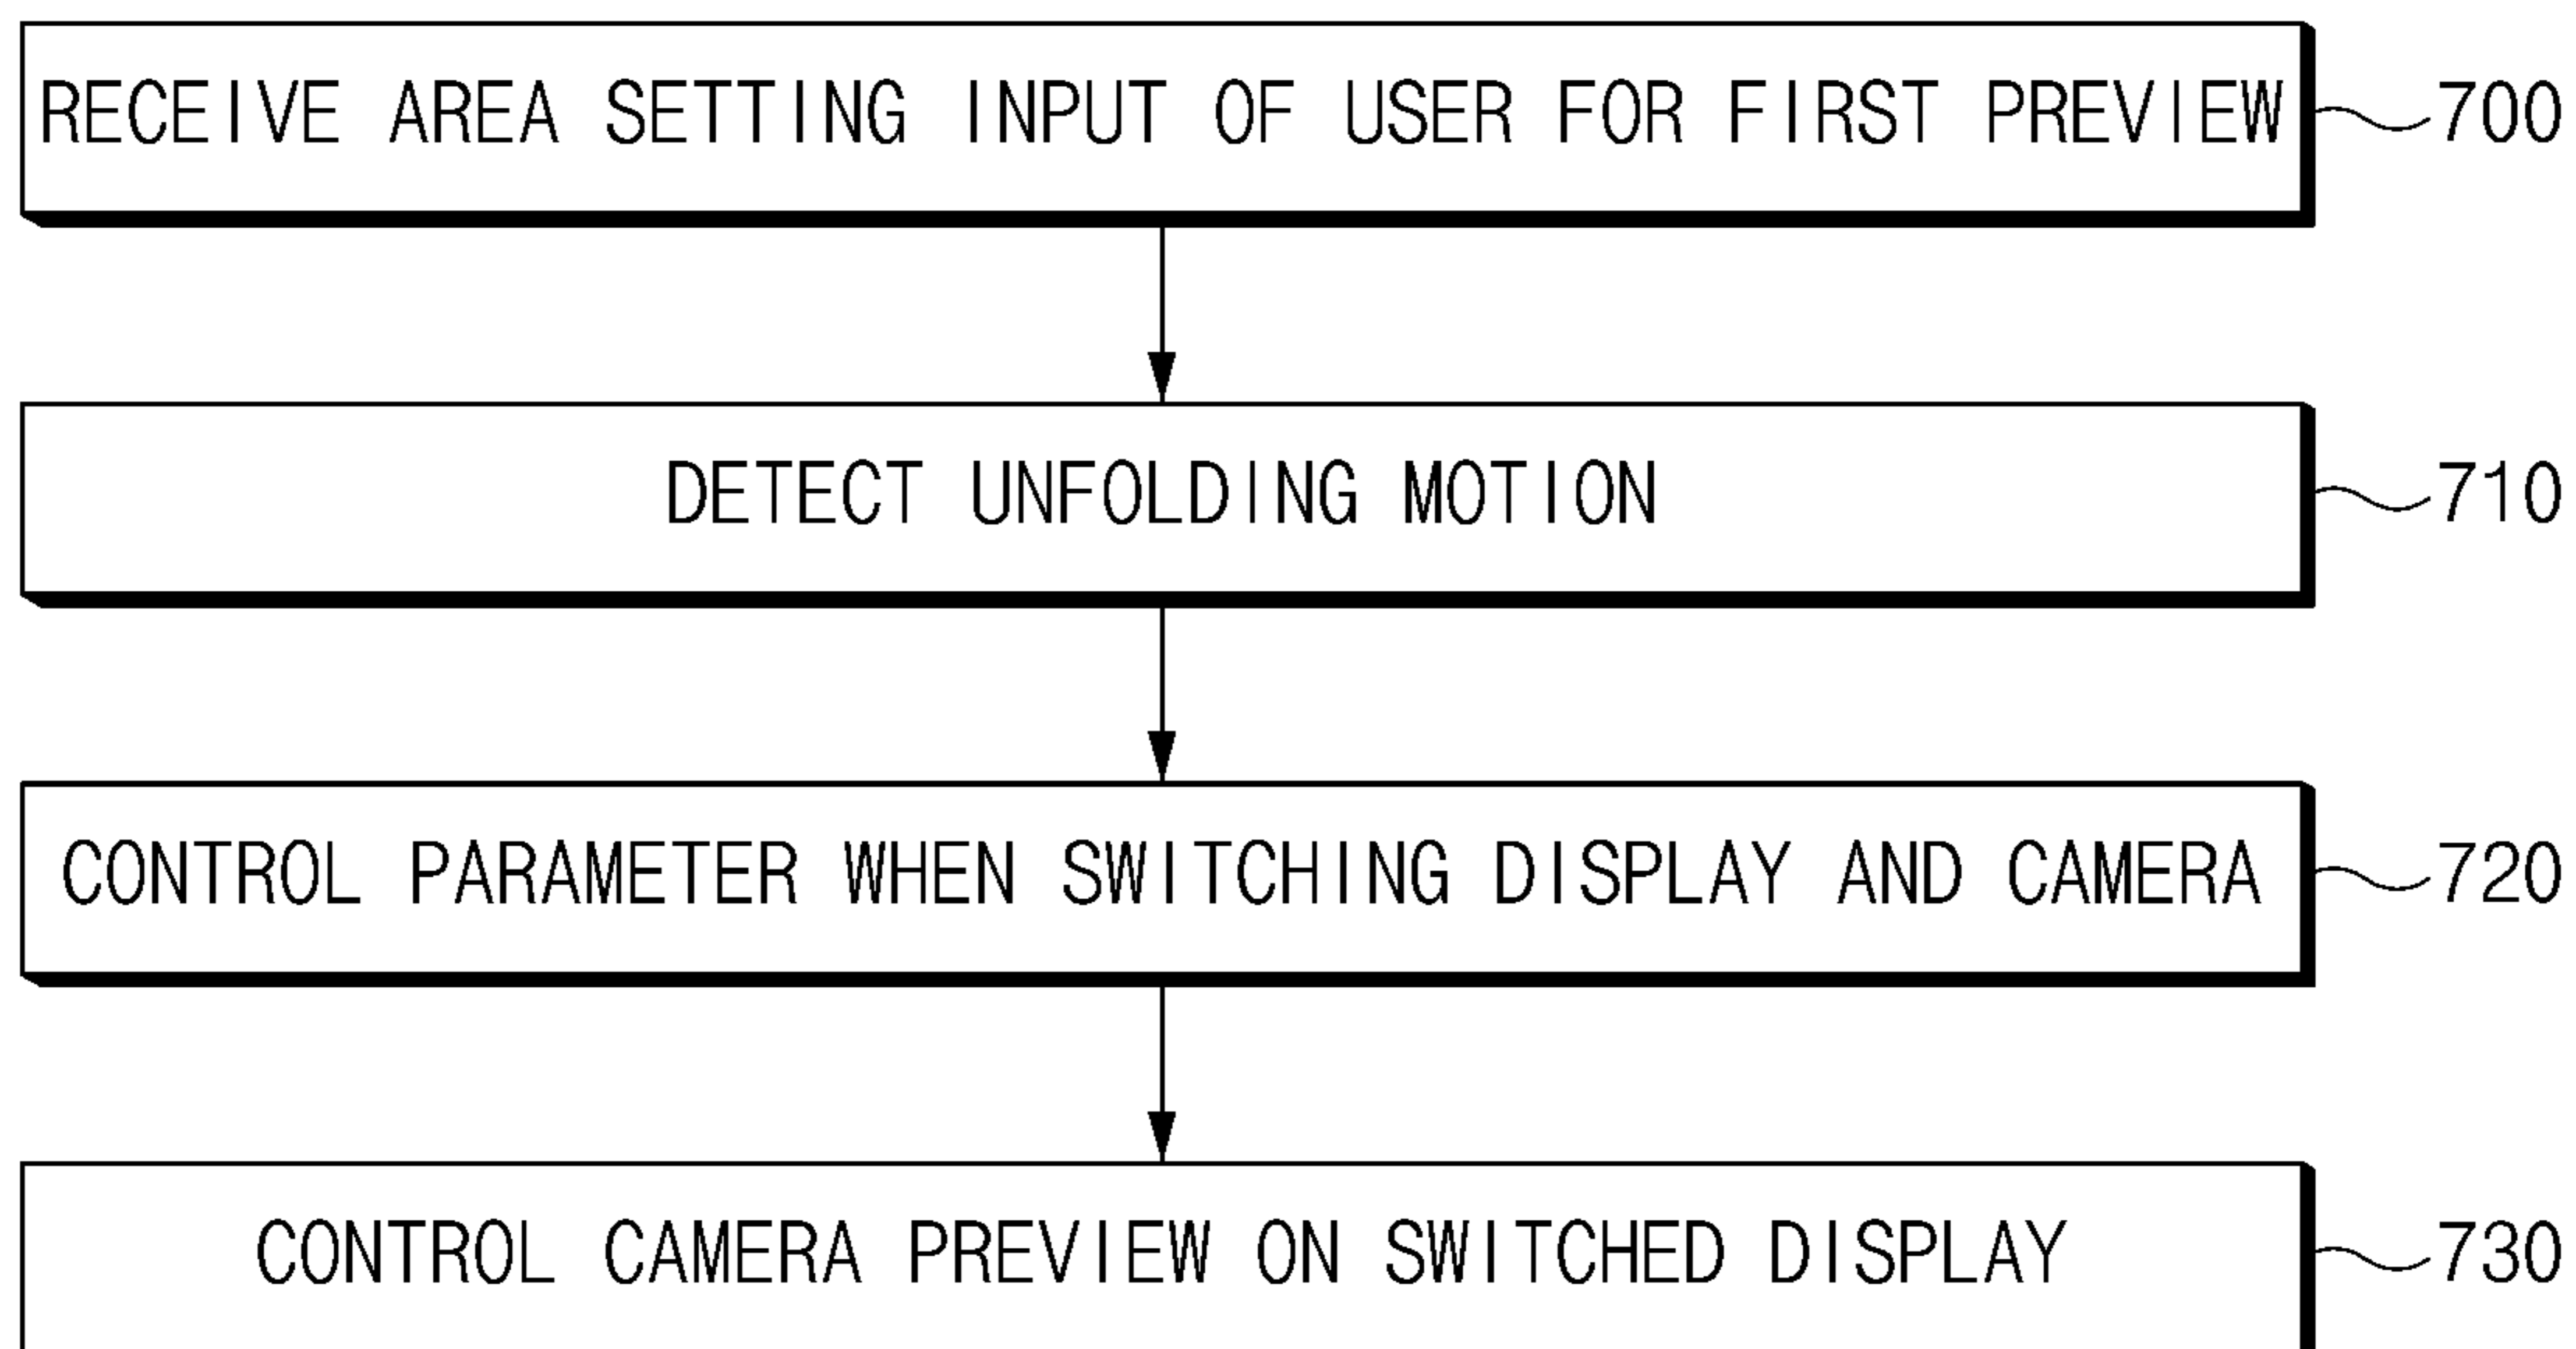 RECEIVE AREA SETTING INPUT OF USER FOR FIRST PREVIEW 700
DETECT UNFOLDING MOTION 710
CONTROL PARAMETER WHEN SWITCHING DISPLAY AND CAMERA 720
CONTROL CAMERA PREVIEW ON SWITCHED DISPLAY 730